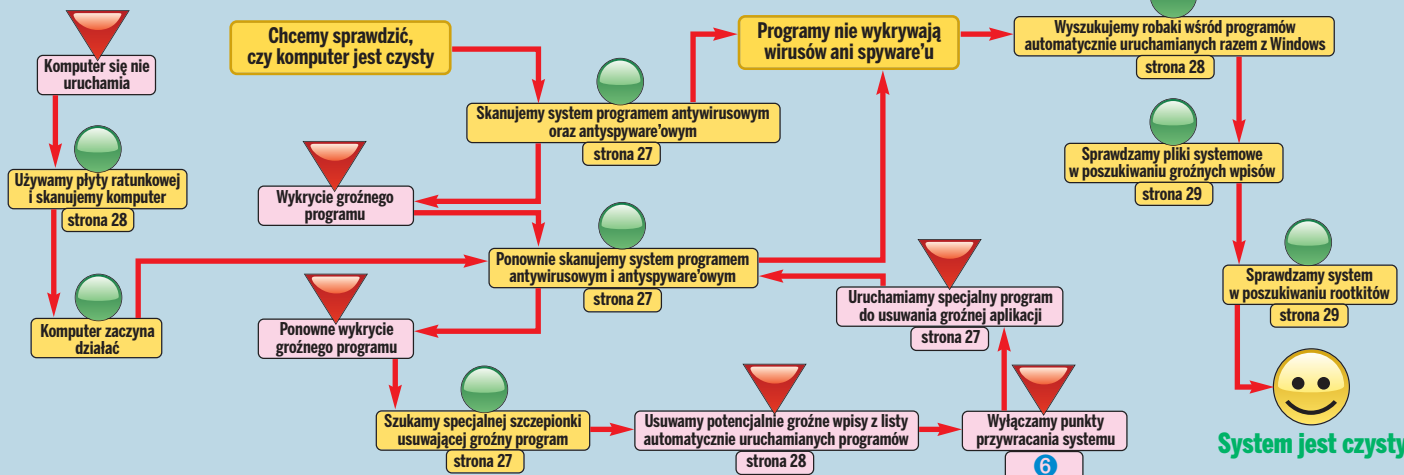 Komputer się nie
uruchamia
Używamy płyty ratunkowej
i skanujemy komputer
strona 28
Komputer zaczyna
działać
Chcemy sprawdzić,
czy komputer jest czysty
Skanujemy system programem antywirusowym
oraz antyspyware'owym
strona 27
Wykrycie groźnego
programu
Ponownie skanujemy system programem
antywirusowym i antyspyware'owym
strona 27
Ponowne wykrycie
groźnego programu
Szukamy specjalnej szczepionki
usuwającej groźny program
strona 27
Usuwamy potencjalnie groźne wpisy z listy
automatycznie uruchamianych programów
strona 28
Wyłączamy punkty
przywracania systemu
6
Uruchamiamy specjalny program
do usuwania groźnej aplikacji
strona 27
Programy nie wykrywają
wirusów ani spyware'u
Wyszukujemy robaki wśród programów
automatycznie uruchamianych razem z Windows
strona 28
Sprawdzamy pliki systemowe
w poszukiwaniu groźnych wpisów
strona 29
Sprawdzamy system
w poszukiwaniu rootkitów
strona 29
System jest czysty